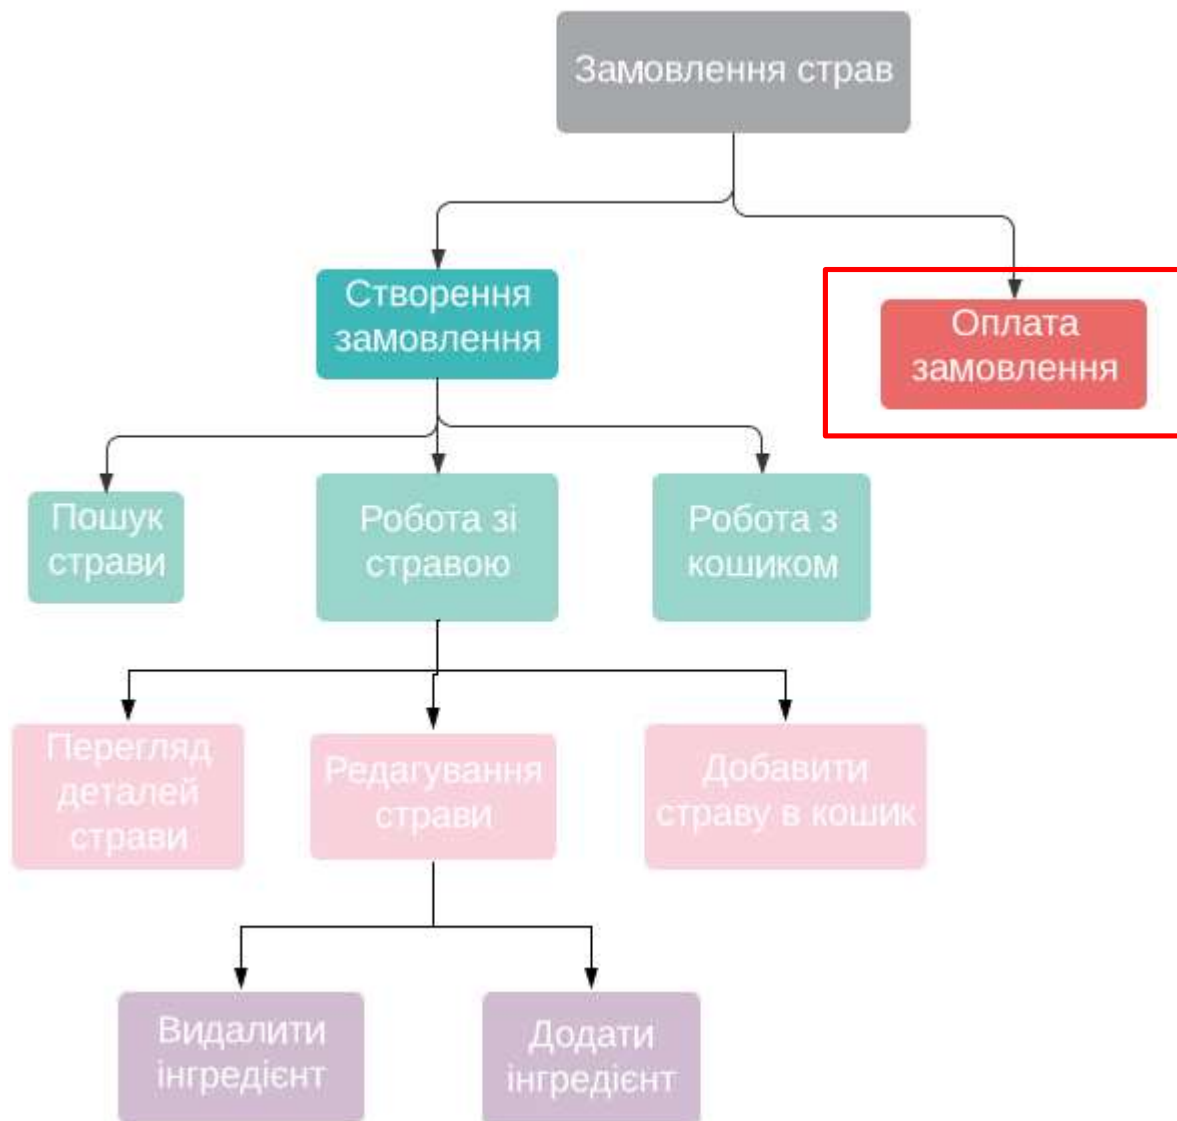 Замовлення страв
Створення
замовлення
Оплата
замовлення
Пошук
страви
Робота зі
стравою
Робота з
кошиком
Перегляд
деталей
страви
Редагування
страви
Добавити
страву в кошик
Видалити
інгредієнт
Додати
інгредієнт